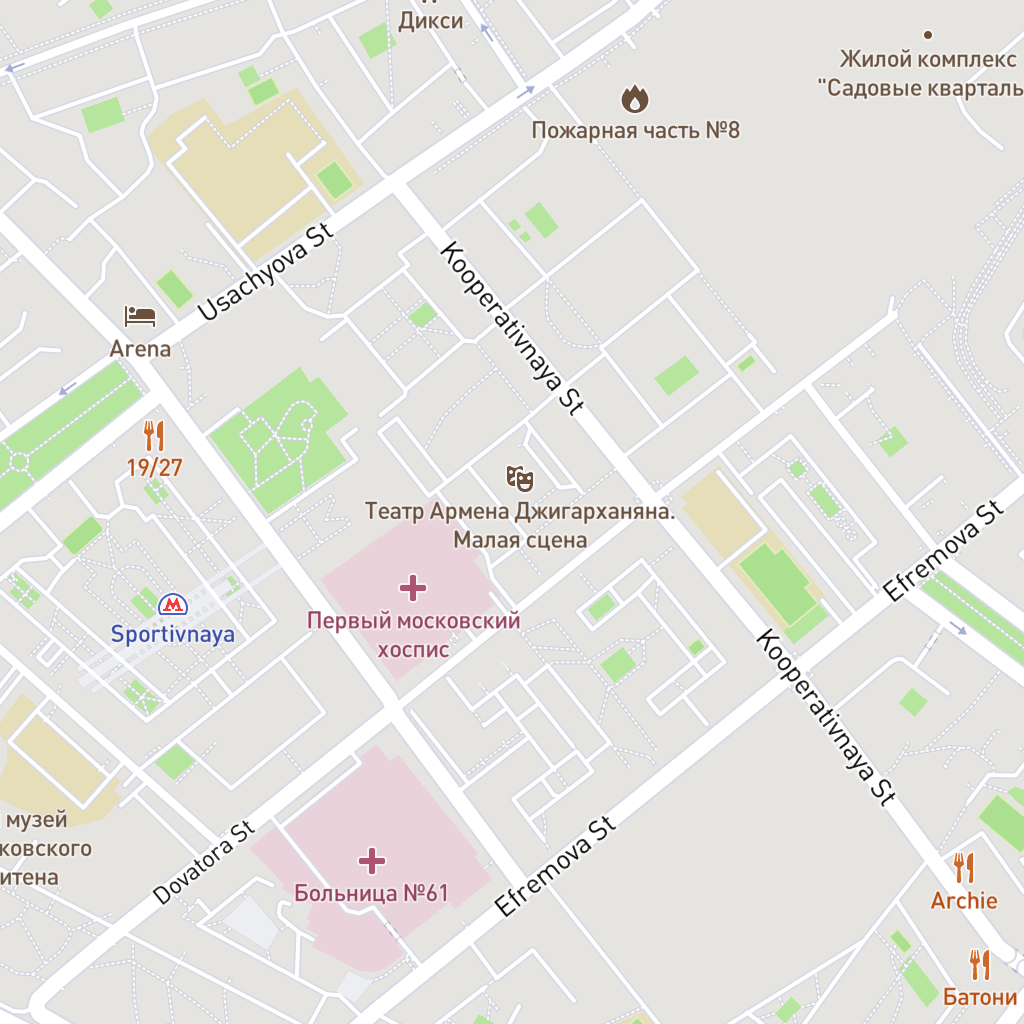 Дикси
Жилой комплекс
"Садовые кварталь
Пожарная часть №8
Usachyova St
Kooperativnaya St
Arena
19/27
Театр Армена Джигарханяна.
Малая сцена
Efremova St
Первый московский
хоспис
Sportivnaya
Kooperativnaya St
музей
ковского
итена
Dovatora St
Efremova St
Больница №61
Archie
Батони